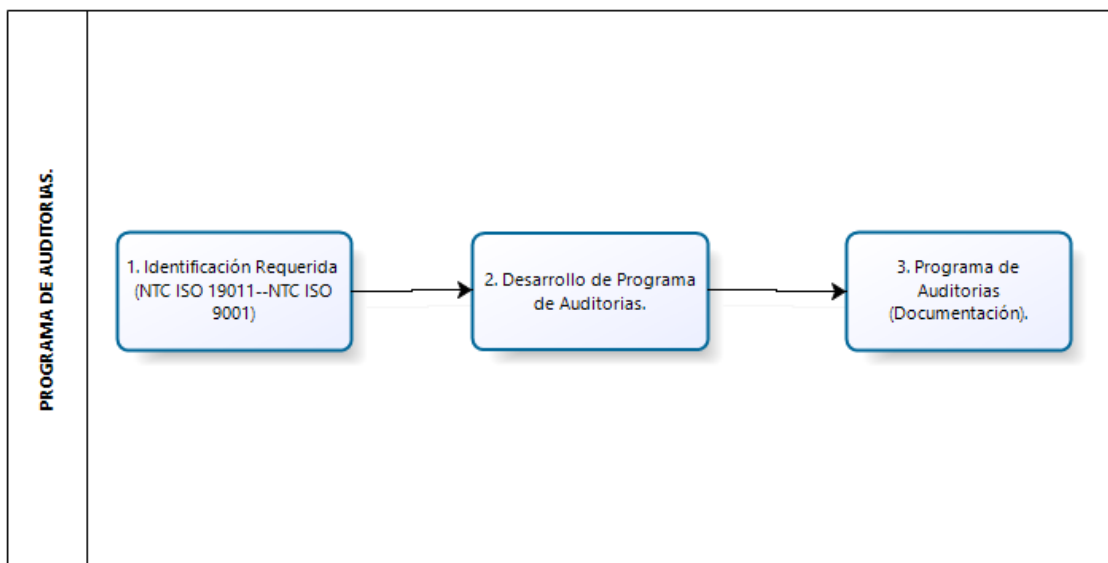 PROGRAMA DE AUDITORIAS.
1. Identificación Requerida
(NTC ISO 19011--NTC ISO
9001)
2. Desarrollo de Programa
de Auditorias.
3. Programa de
Auditorias
(Documentación).